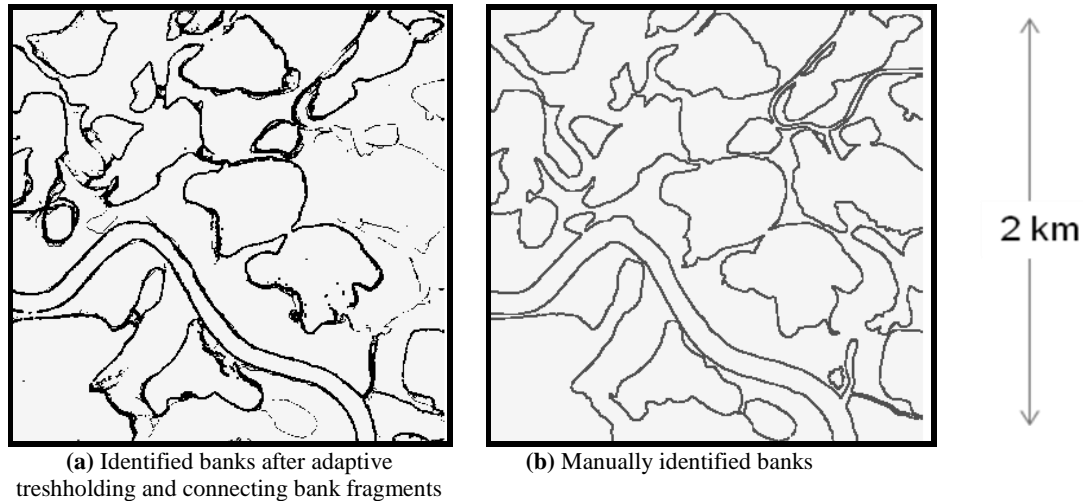 2 km
(a) Identified banks after adaptive
treshholding and connecting bank fragments
(b) Manually identified banks